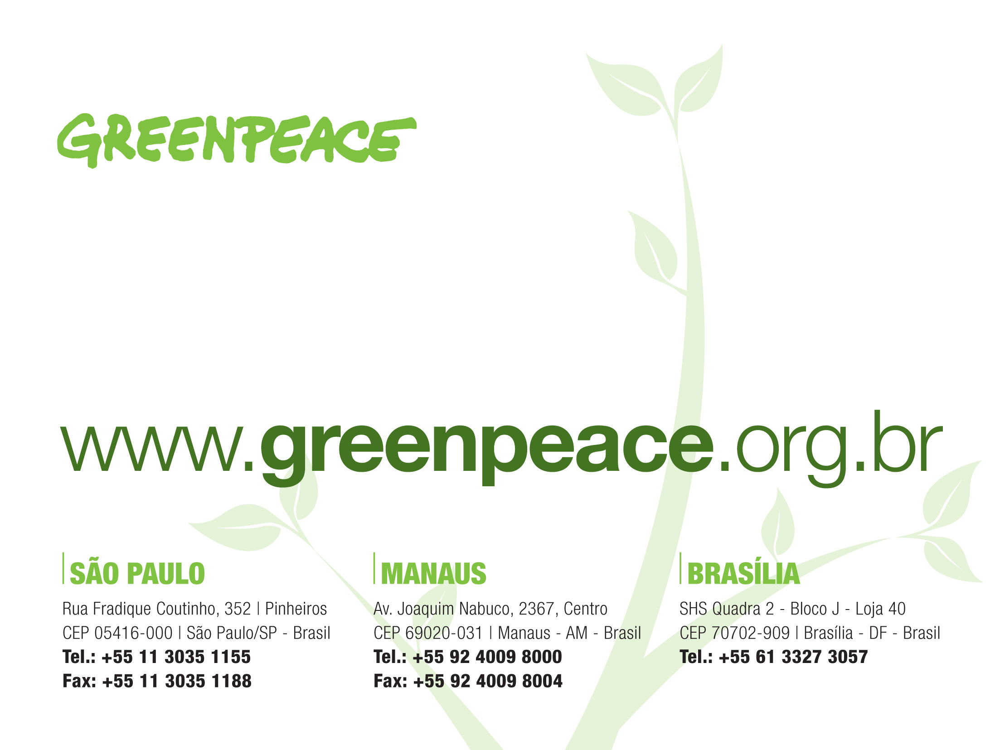 GREENPEACE
www.greenpeace.org.br
SÃO PAULO
Rua Fradique Coutinho, 352 | Pinheiros
CEP 05416-000 | São Paulo/SP - Brasil
Tel.: +55 11 3035 1155
Fax: +55 11 3035 1188
MANAUS
Av. Joaquim Nabuco, 2367, Centro
CEP 69020-031 | Manaus - AM - Brasil
Tel.: +55 92 4009 8000
Fax: +55 92 4009 8004
BRASÍLIA
SHS Quadra 2 - Bloco J - Loja 40
CEP 70702-909 | Brasília - DF - Brasil
Tel.: +55 61 3327 3057